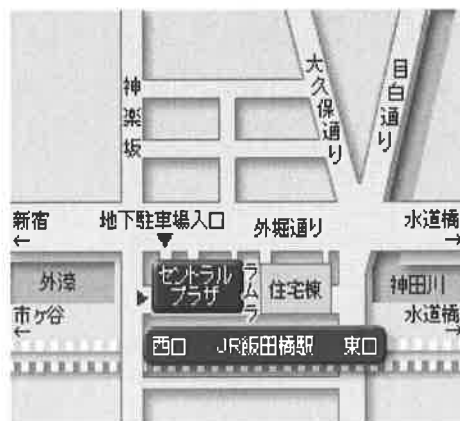 神楽坂
大久保通り
目白通り
新宿
←
地下駐車場入口
▼
外堀通り
水道橋
→
外濠
▶
セントラル
プラザ
ラムラ
住宅棟
神田川
市ヶ谷
←
水道橋
→
西口 JR飯田橋駅 東口